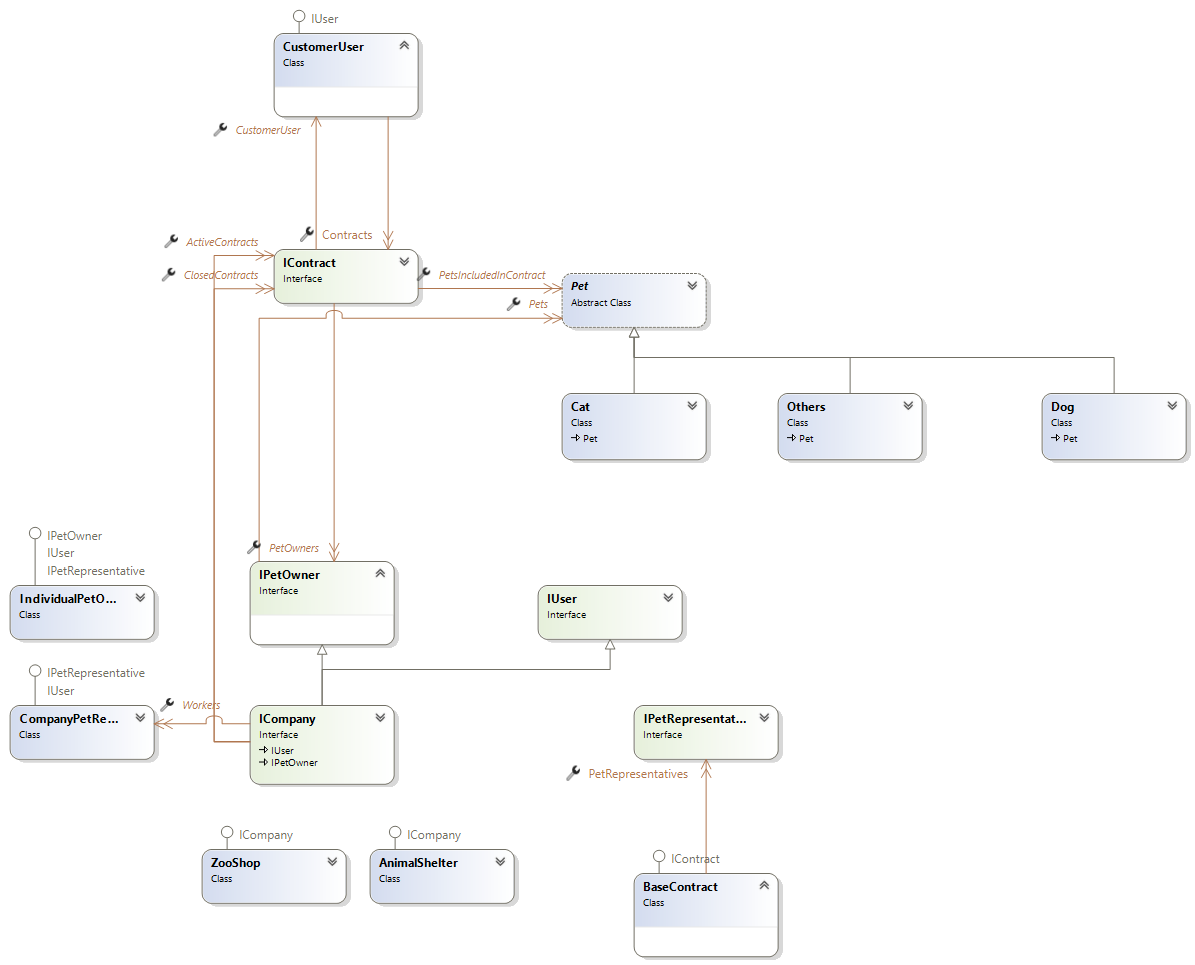 IUser
CustomerUser
Class
CustomerUser
Contracts
ActiveContracts
IContract
Interface
ClosedContracts
PetsIncludedInContract
Pet
Abstract Class
Pets
Cat
Class
Pet
Others
Class
Pet
Dog
Class
Pet
IPetOwner
IUser
IPetRepresentative
IndividualPetO...
Class
PetOwners
IPetOwner
Interface
IUser
Interface
IPetRepresentative
IUser
CompanyPetRe...
Class
Workers
ICompany
Interface
IUser
IPetOwner
IPetRepresentat...
Interface
PetRepresentatives
ICompany
ZooShop
Class
ICompany
AnimalShelter
Class
IContract
BaseContract
Class